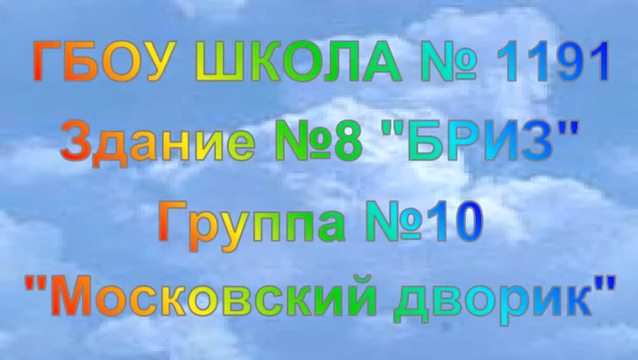 ГБОУ ШКОЛА № 1191
Здание №8 "БРИЗ"
Группа №10
"Московский дворик"